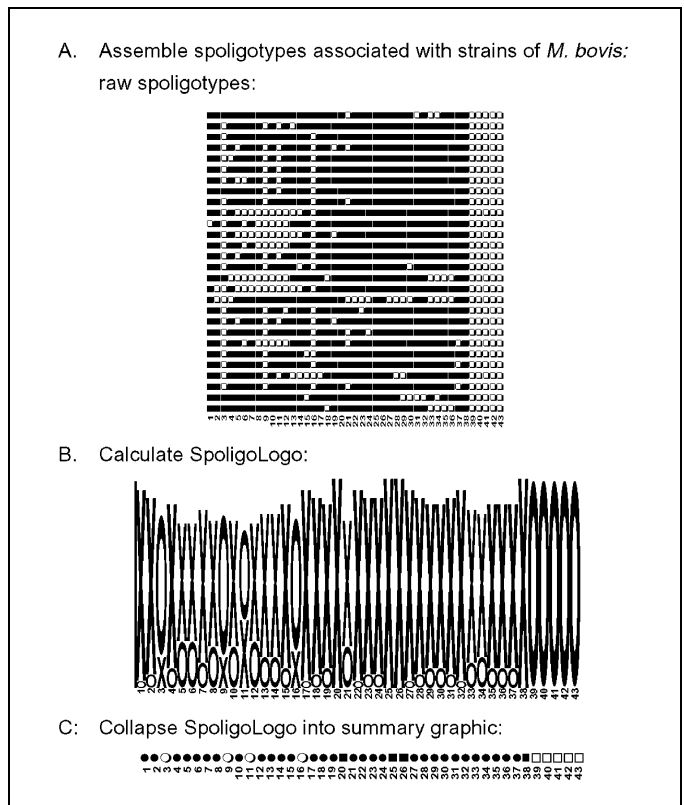 A. Assemble spoligotypes associated with strains of M. bovis:
raw spoligotypes:
1 2 3 4 5 6 7 8 9 10 11 12 13 14 15 16 17 18 19 20 21 22 23 24 25 26 27 28 29 30 31 32 33 34 35 36 37 38 39 40 41 42 43
B. Calculate SpoligoLogo:
1 2 3 4 5 6 7 8 9 10 11 12 13 14 15 16 17 18 19 20 21 22 23 24 25 26 27 28 29 30 31 32 33 34 35 36 37 38 39 40 41 42 43
C: Collapse SpoligoLogo into summary graphic:
1 2 3 4 5 6 7 8 9 10 11 12 13 14 15 16 17 18 19 20 21 22 23 24 25 26 27 28 29 30 31 32 33 34 35 36 37 38 39 40 41 42 43